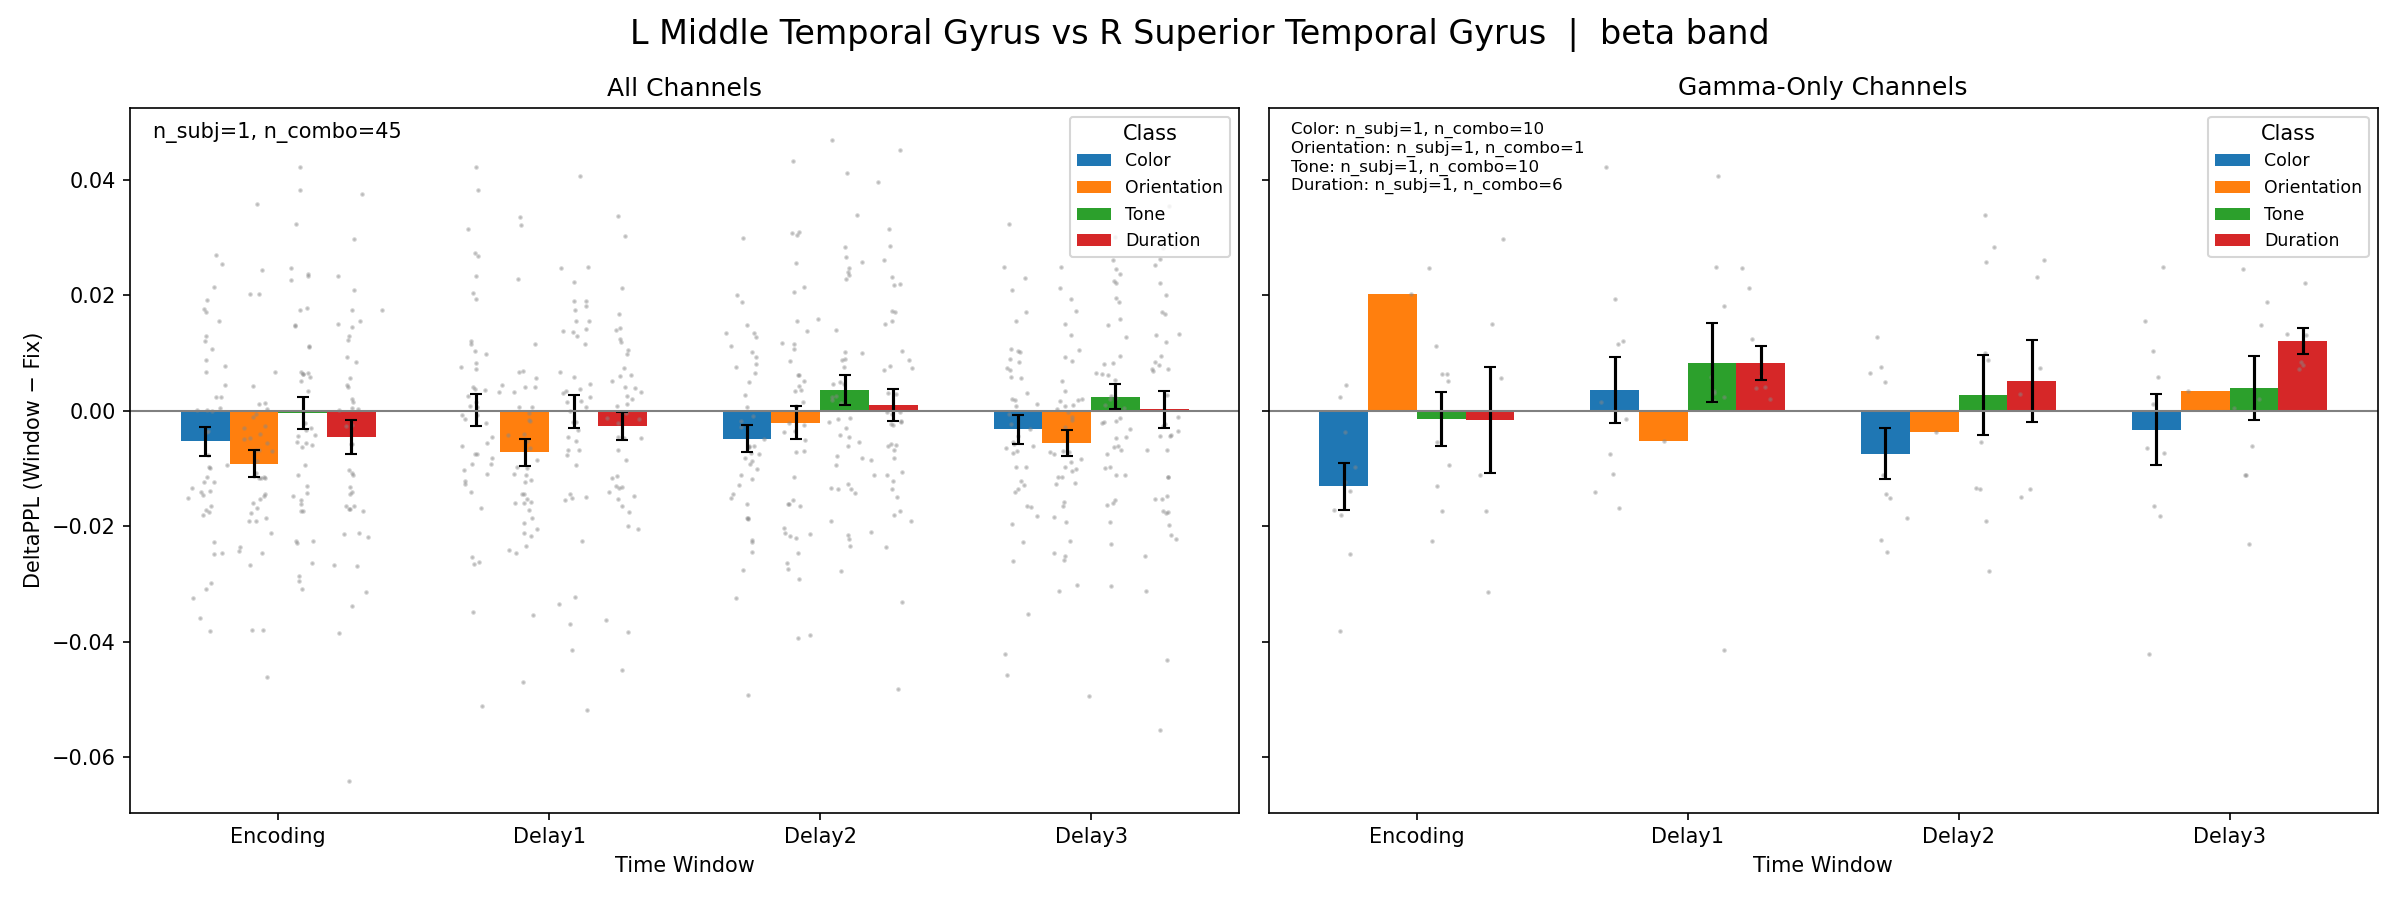 L Middle Temporal Gyrus vs R Superior Temporal Gyrus | beta band
All Channels
n_subj=1, n_combo=45
Class
Color
Orientation
Tone
Duration
DeltaPPL (Window − Fix)
0.04
0.02
0.00
−0.02
−0.04
−0.06
Encoding
Delay1
Delay2
Delay3
Time Window
Gamma-Only Channels
Color: n_subj=1, n_combo=10
Orientation: n_subj=1, n_combo=1
Tone: n_subj=1, n_combo=10
Duration: n_subj=1, n_combo=6
Class
Color
Orientation
Tone
Duration
Encoding
Delay1
Delay2
Delay3
Time Window